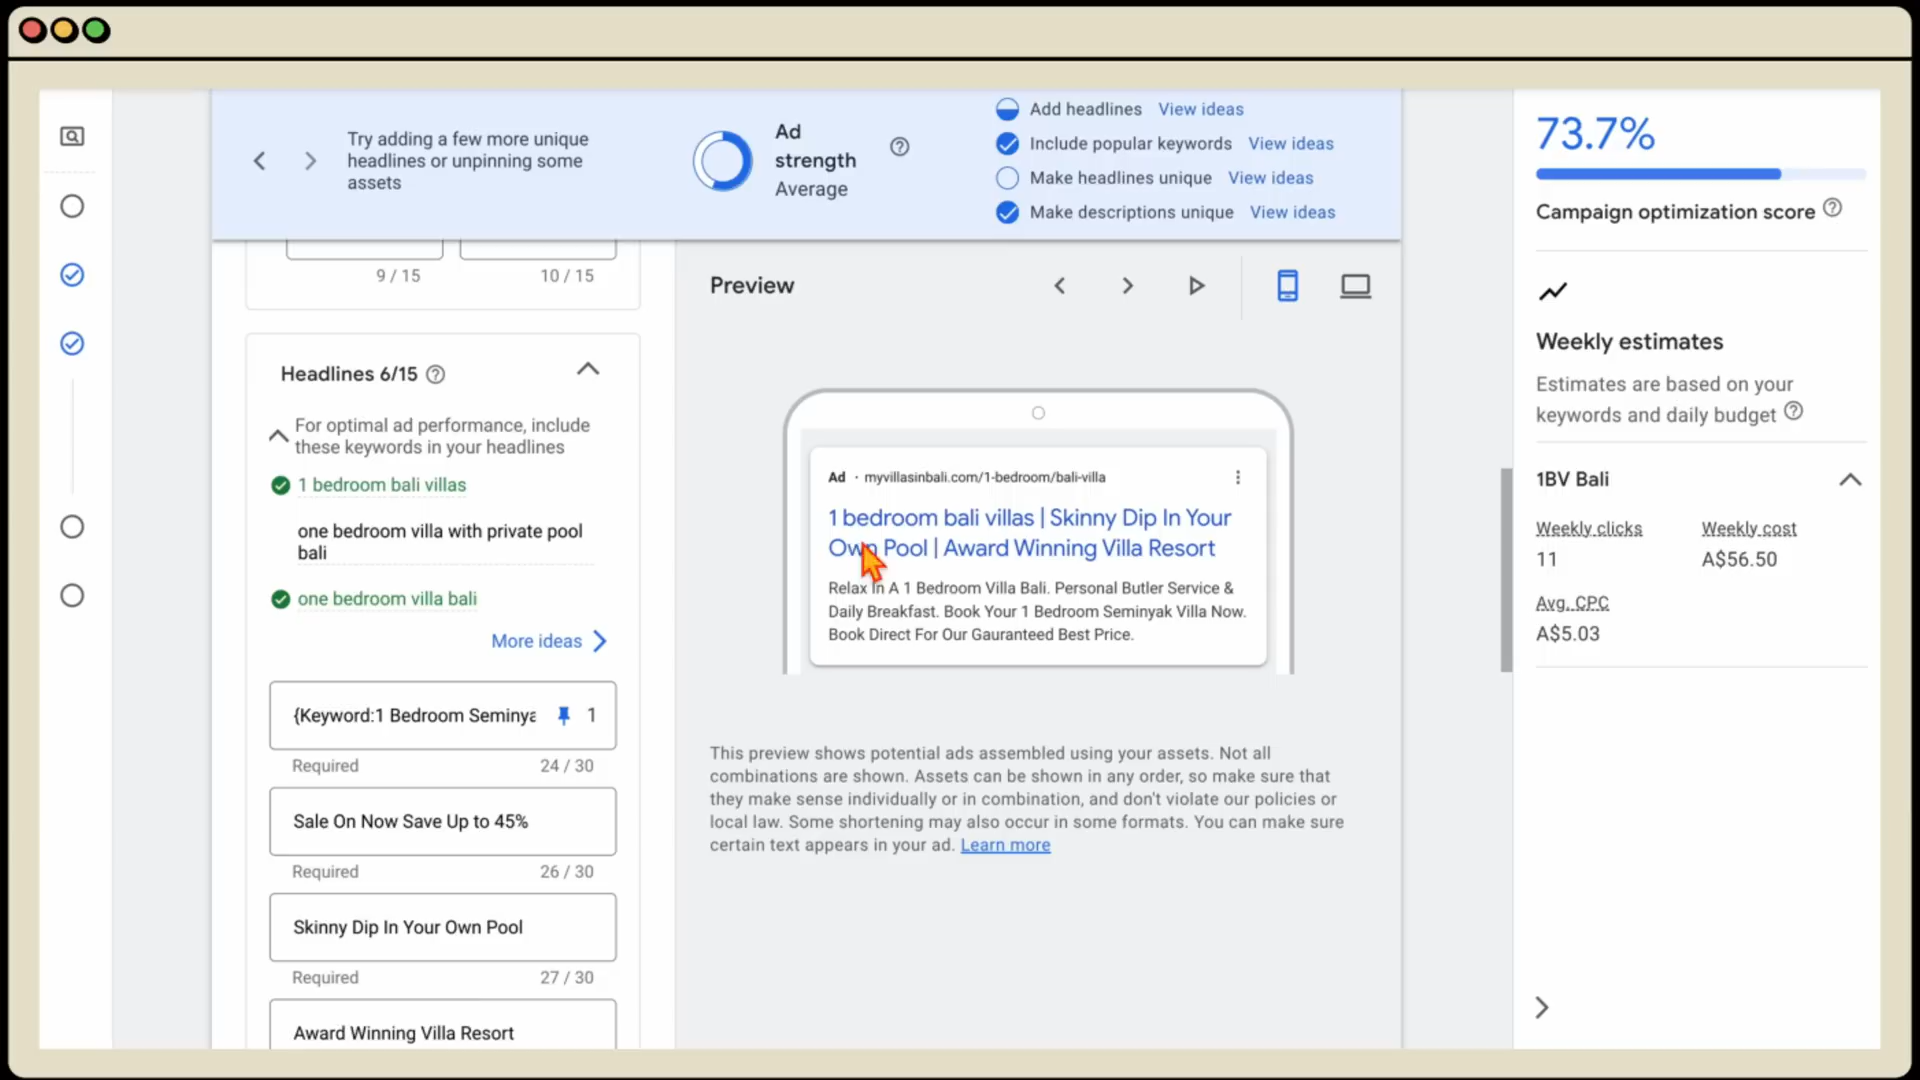 Try adding a few more unique
headlines or unpinning some
assets
Ad
strength
Average
Add headlines View ideas
Include popular keywords View ideas
Make headlines unique View ideas
Make descriptions unique View ideas
9 / 15
10 / 15
Headlines 6/15
For optimal ad performance, include
these keywords in your headlines
1 bedroom bali villas
one bedroom villa with private pool
bali
one bedroom villa bali
More ideas
{Keyword:1 Bedroom Seminya
1
Required
24 / 30
Sale On Now Save Up to 45%
Required
26 / 30
Skinny Dip In Your Own Pool
Required
27 / 30
Award Winning Villa Resort
Preview
Ad · myvillasinbali.com/1-bedroom/bali-villa
1 bedroom bali villas | Skinny Dip In Your
Own Pool | Award Winning Villa Resort
Relax In A 1 Bedroom Villa Bali. Personal Butler Service &
Daily Breakfast. Book Your 1 Bedroom Seminyak Villa Now.
Book Direct For Our Gauranteed Best Price.
This preview shows potential ads assembled using your assets. Not all
combinations are shown. Assets can be shown in any order, so make sure that
they make sense individually or in combination, and don't violate our policies or
local law. Some shortening may also occur in some formats. You can make sure
certain text appears in your ad. Learn more
73.7%
Campaign optimization score
Weekly estimates
Estimates are based on your
keywords and daily budget
1BV Bali
Weekly clicks
11
Weekly cost
A$56.50
Avg. CPC
A$5.03